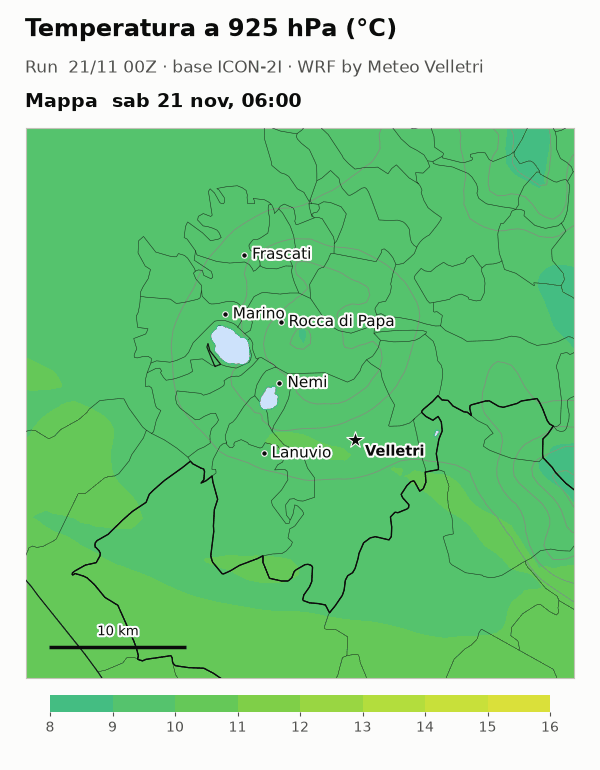 Temperatura a 925 hPa (°C)
Run  21/11 00Z · base ICON-2I · WRF by Meteo Velletri
Mappa  sab 21 nov, 06:00
Frascati
Marino
Rocca di Papa
Nemi
Velletri
Lanuvio
10 km
8 9 10 11 12 13 14 15 16